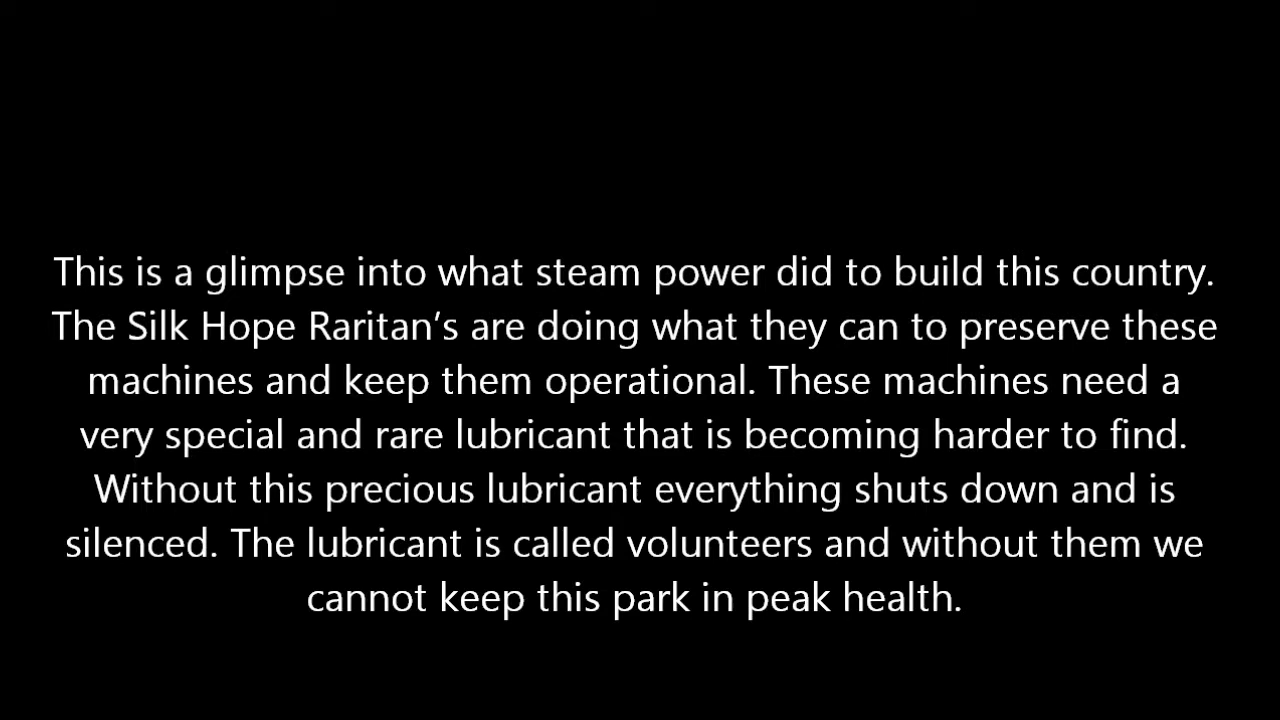 This is a glimpse into what steam power did to build this country.
The Silk Hope Raritan’s are doing what they can to preserve these
machines and keep them operational. These machines need a
very special and rare lubricant that is becoming harder to find.
Without this precious lubricant everything shuts down and is
silenced. The lubricant is called volunteers and without them we
cannot keep this park in peak health.